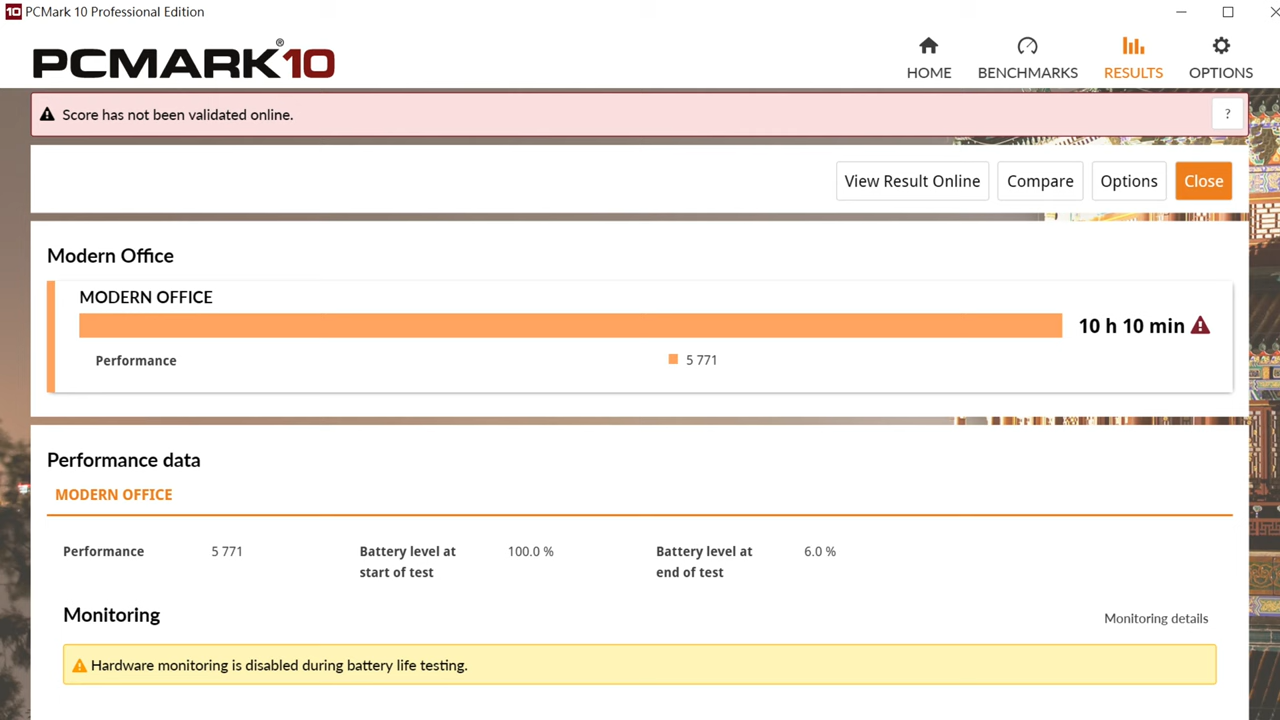 10 PCMark 10 Professional Edition
PCMARK®10
HOME
BENCHMARKS
RESULTS
OPTIONS
Score has not been validated online.
?
View Result Online
Compare
Options
Close
Modern Office
MODERN OFFICE
10 h 10 min
Performance
5 771
Performance data
MODERN OFFICE
Performance
5 771
Battery level at
start of test
100.0 %
Battery level at
end of test
6.0 %
Monitoring
Monitoring details
Hardware monitoring is disabled during battery life testing.